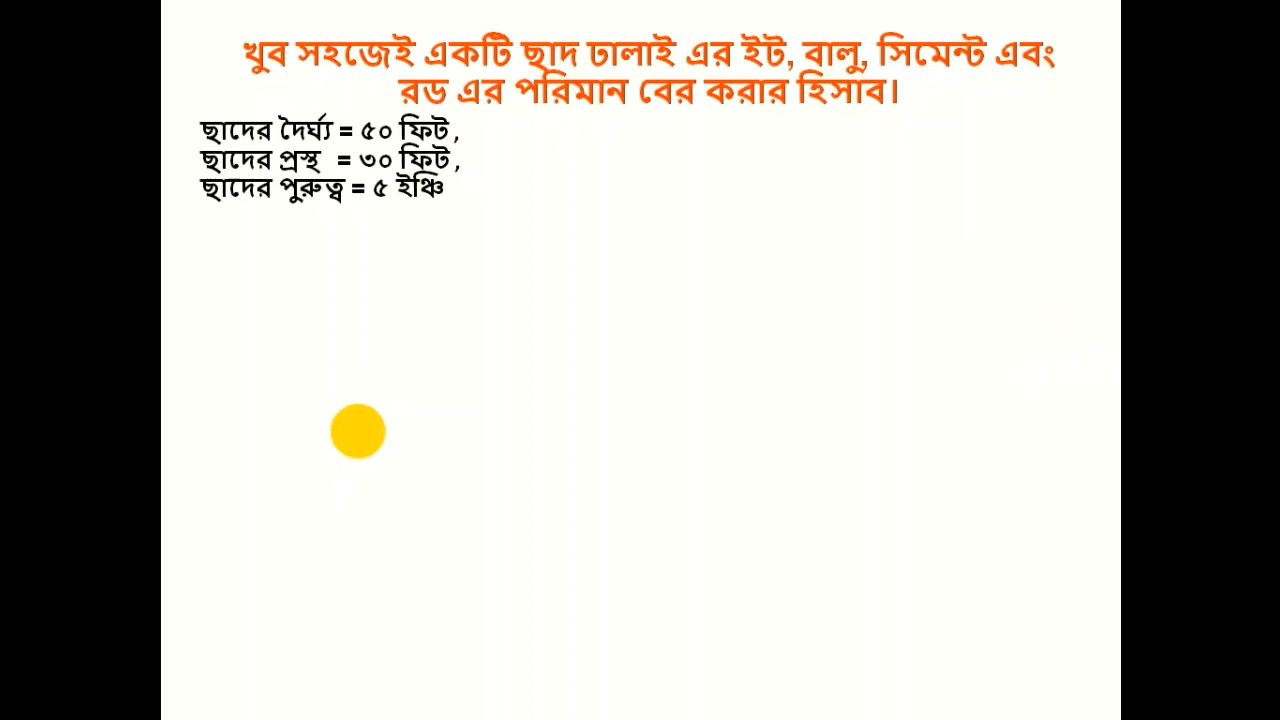 খুব সহজেই একটি ছাদ ঢালাই এর ইট, বালু, সিমেন্ট এবং
রড এর পরিমান বের করার হিসাব।
ছাদের দৈর্ঘ্য = ৫০ ফিট,
ছাদের প্রস্থ = ৩০ ফিট,
ছাদের পুরুত্ব = ৫ ইঞ্চি